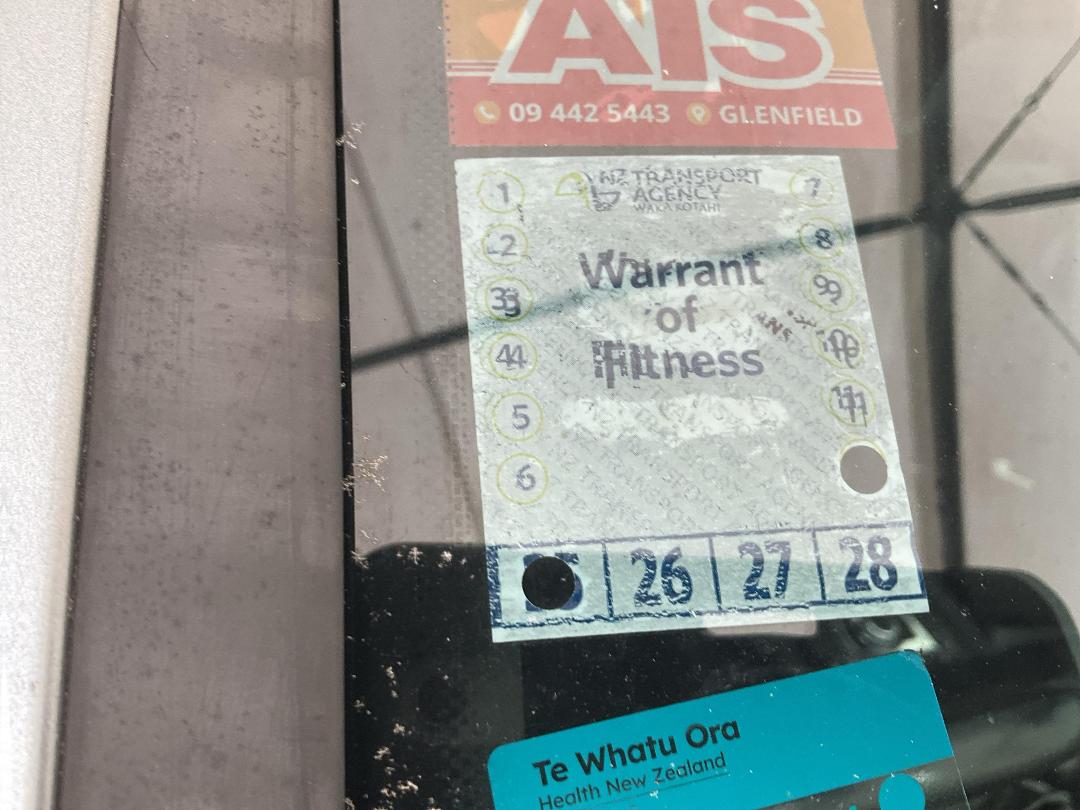 AIS
09 442 5443 GLENFIELD
1 NZ TRANSPORT 7
AGENCY
WAKA KOTAHI
2 8
Warrant
3 9
of
4 10
Fitness
5 11
6
26 27 28
Te Whatu Ora
Health New Zealand